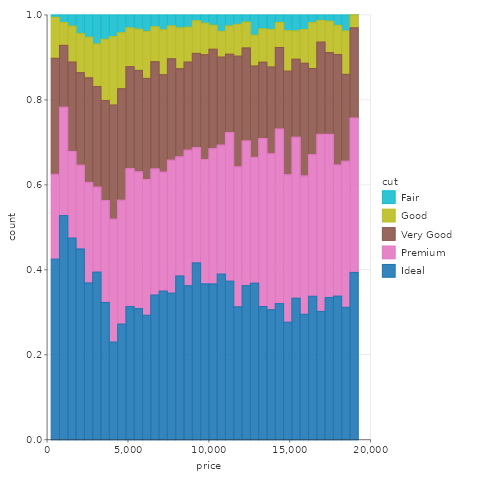 1.0
0.8
0.6
0.4
0.2
0.0
count
0
5,000
10,000
15,000
20,000
price
cut
Fair
Good
Very Good
Premium
Ideal